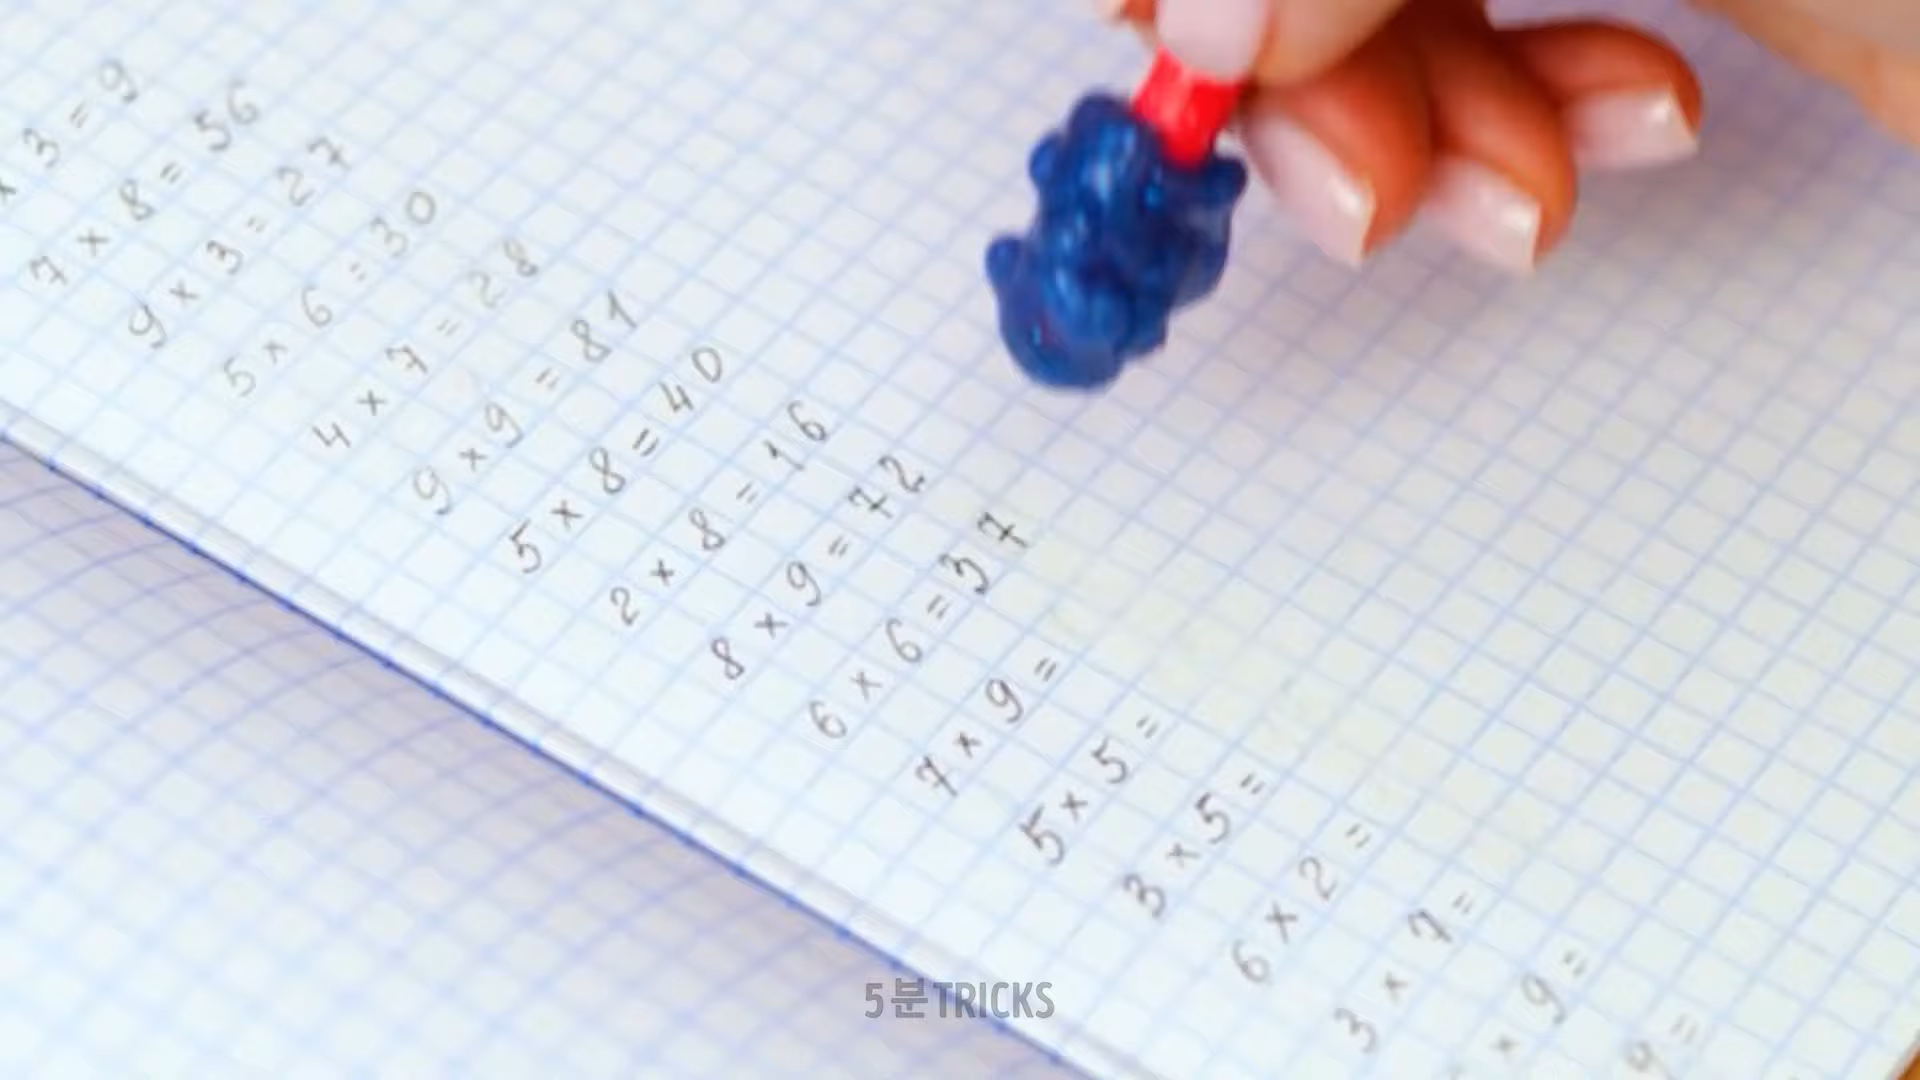 x 3 = 9
7 x 8 = 56
9 x 3 = 27
5 x 6 = 30
4 x 7 = 28
9 x 9 = 81
5 x 8 = 40
2 x 8 = 16
8 x 9 = 72
6 x 6 = 37
7 x 9 =
5 x 5 =
3 x 5 =
6 x 2 =
3 x 7 =
x 9 =
9 =
5분TRICKS